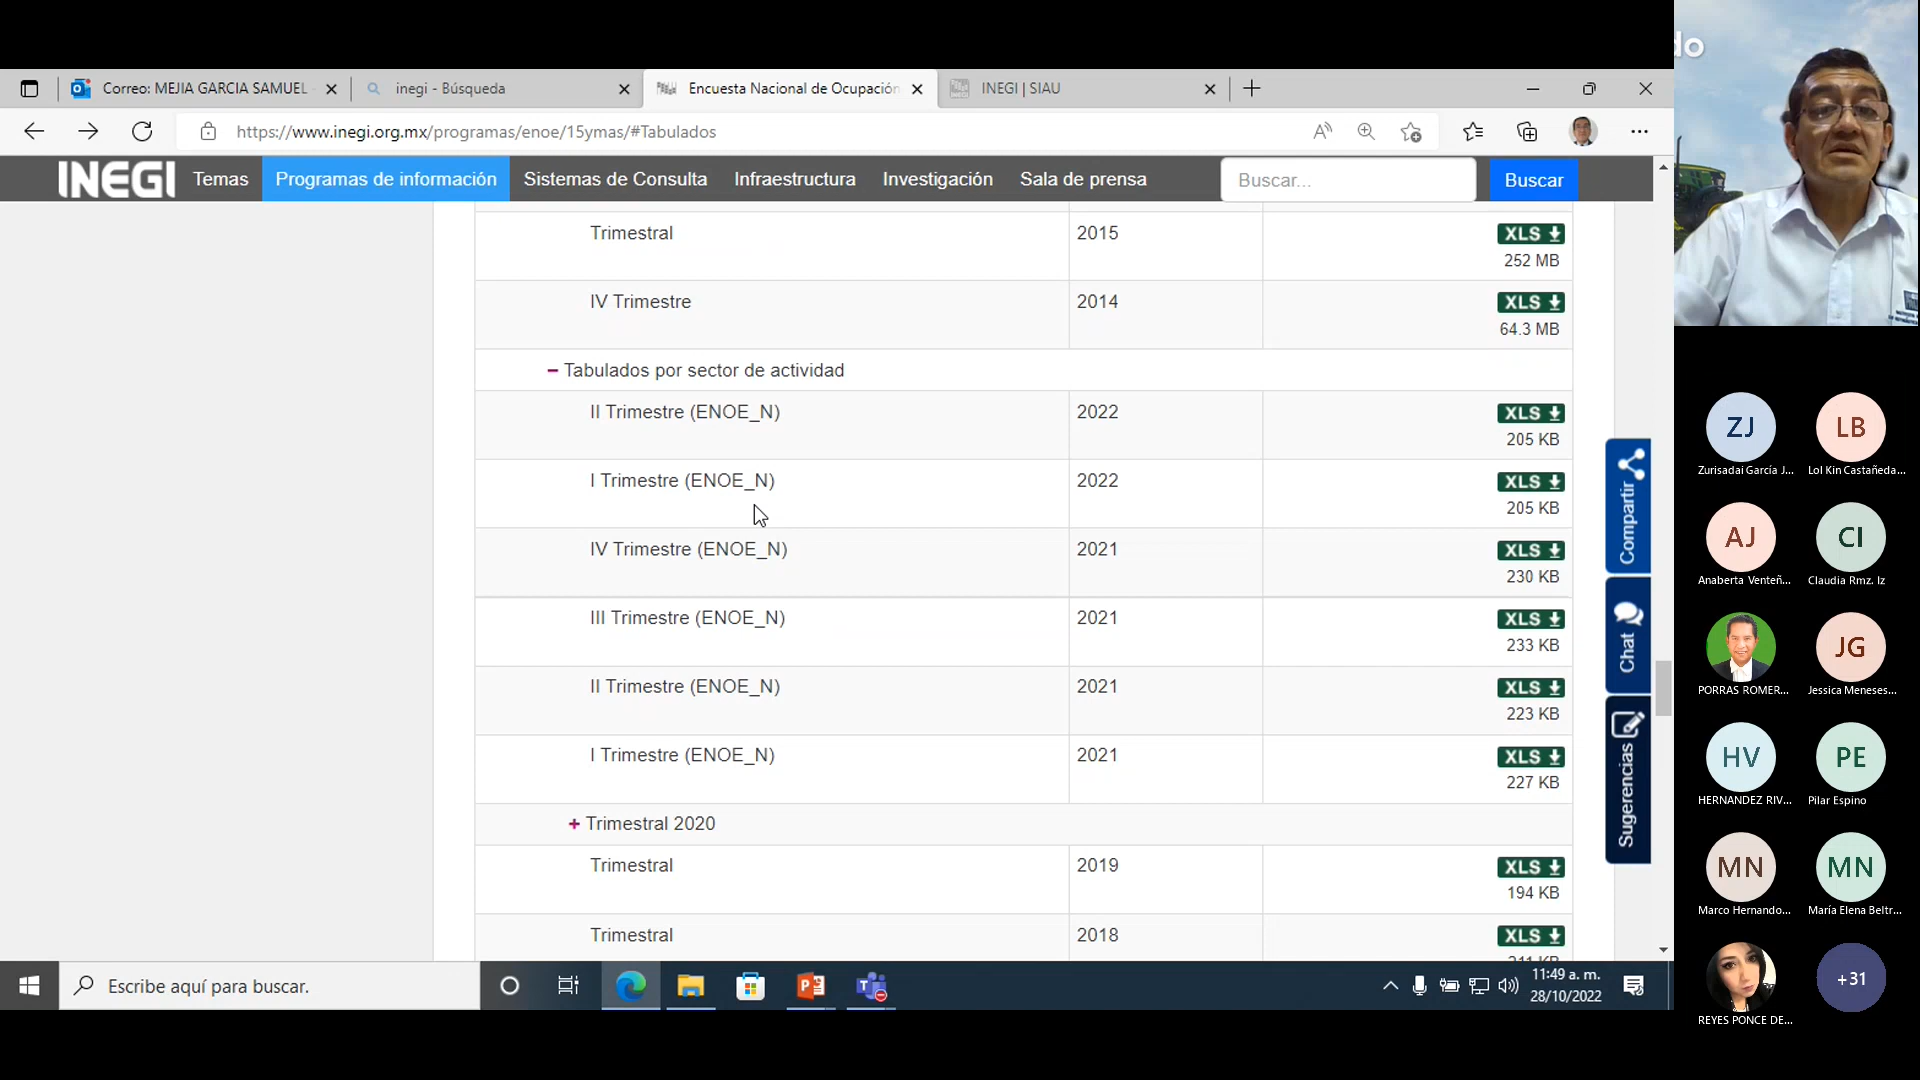 do
Correo: MEJIA GARCIA SAMUEL
inegi - Búsqueda
Encuesta Nacional de Ocupación
INEGI | SIAU
https://www.inegi.org.mx/programas/enoe/15ymas/#Tabulados
INEGI
Temas
Programas de información
Sistemas de Consulta
Infraestructura
Investigación
Sala de prensa
Buscar...
Buscar
Trimestral 2015 XLS
252 MB
IV Trimestre 2014 XLS
64.3 MB
− Tabulados por sector de actividad
II Trimestre (ENOE_N) 2022 XLS
205 KB
I Trimestre (ENOE_N) 2022 XLS
205 KB
IV Trimestre (ENOE_N) 2021 XLS
230 KB
III Trimestre (ENOE_N) 2021 XLS
233 KB
II Trimestre (ENOE_N) 2021 XLS
223 KB
I Trimestre (ENOE_N) 2021 XLS
227 KB
+ Trimestral 2020
Trimestral 2019 XLS
194 KB
Trimestral 2018 XLS
Compartir
Chat
Sugerencias
Escribe aquí para buscar.
11:49 a. m.
28/10/2022
ZJ
Zurisadai García J...
LB
Lol Kin Castañeda...
AJ
Anaberta Venteñ...
CI
Claudia Rmz. Iz
PORRAS ROMER...
JG
Jessica Meneses...
HV
HERNANDEZ RIV...
PE
Pilar Espino
MN
Marco Hernando...
MN
María Elena Beltr...
REYES PONCE DE...
+31